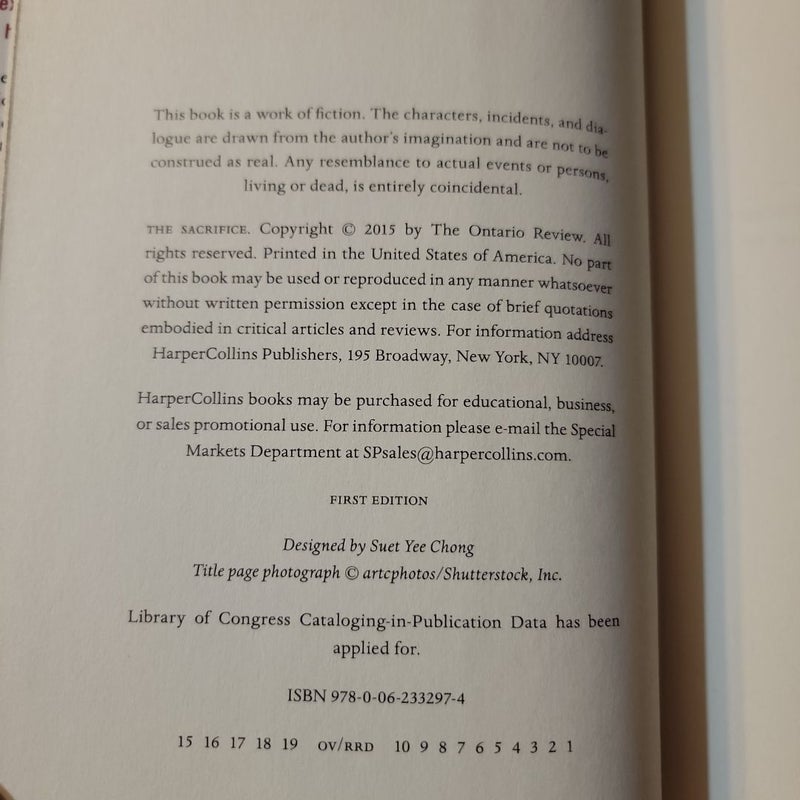 This book is a work of fiction. The characters, incidents, and dia-
logue are drawn from the author's imagination and are not to be
construed as real. Any resemblance to actual events or persons,
living or dead, is entirely coincidental.
THE SACRIFICE. Copyright © 2015 by The Ontario Review. All
rights reserved. Printed in the United States of America. No part
of this book may be used or reproduced in any manner whatsoever
without written permission except in the case of brief quotations
embodied in critical articles and reviews. For information address
HarperCollins Publishers, 195 Broadway, New York, NY 10007.
HarperCollins books may be purchased for educational, business,
or sales promotional use. For information please e-mail the Special
Markets Department at SPsales@harpercollins.com.
FIRST EDITION
Designed by Suet Yee Chong
Title page photograph © artcphotos/Shutterstock, Inc.
Library of Congress Cataloging-in-Publication Data has been
applied for.
ISBN 978-0-06-233297-4
15 16 17 18 19 OV/RRD 10 9 8 7 6 5 4 3 2 1